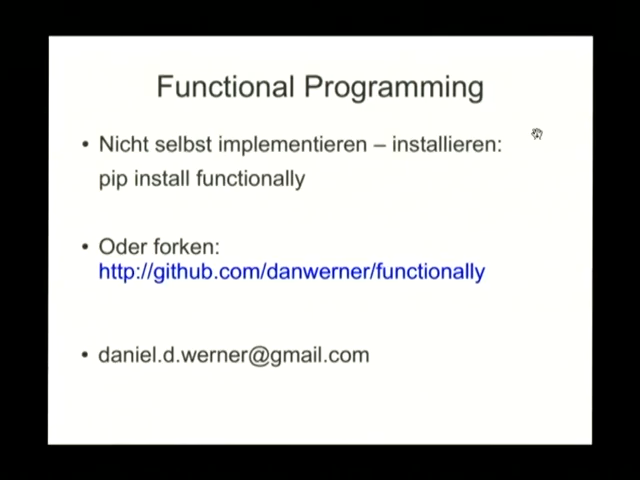 Functional Programming
• Nicht selbst implementieren – installieren:
pip install functionally
• Oder forken:
http://github.com/danwerner/functionally
• daniel.d.werner@gmail.com